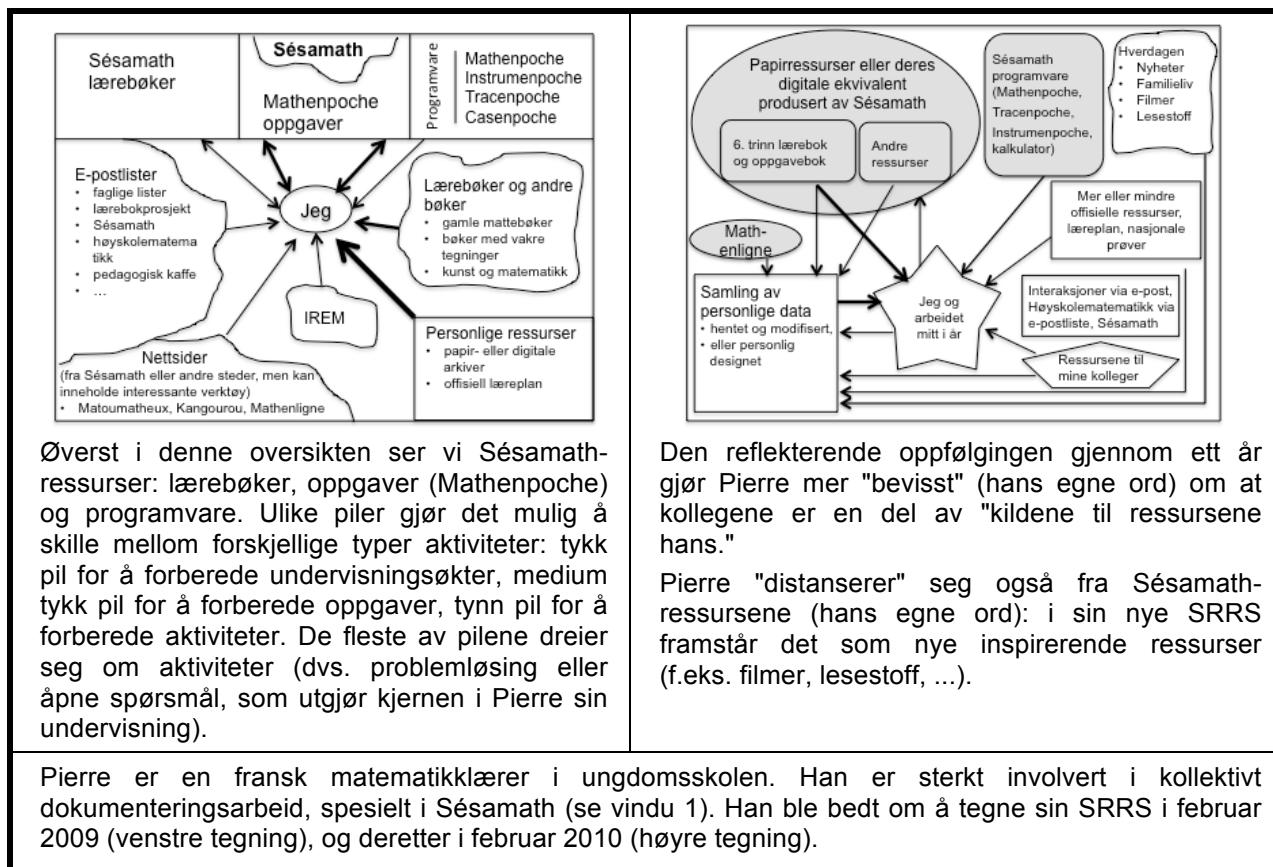 Sésamath
lærebøker
Sésamath
Mathenpoche
oppgaver
Programvare
Mathenpoche
Instrumenpoche
Tracenpoche
Casenpoche
E-postlister
• faglige lister
• lærebokprosjekt
• Sésamath
• høyskolematema
tikk
• pedagogisk kaffe
• ...
Jeg
Lærebøker og andre
bøker
• gamle mattebøker
• bøker med vakre
tegninger
• kunst og matematikk
IREM
Nettsider
(fra Sésamath eller andre steder, men kan
inneholde interessante verktøy)
• Matoumatheux, Kangourou, Mathenligne
Personlige ressurser
• papir- eller digitale
arkiver
• offisiell læreplan
Øverst i denne oversikten ser vi Sésamath-
ressurser: lærebøker, oppgaver (Mathenpoche)
og programvare. Ulike piler gjør det mulig å
skille mellom forskjellige typer aktiviteter: tykk
pil for å forberede undervisningsøkter, medium
tykk pil for å forberede oppgaver, tynn pil for å
forberede aktiviteter. De fleste av pilene dreier
seg om aktiviteter (dvs. problemløsing eller
åpne spørsmål, som utgjør kjernen i Pierre sin
undervisning).
Papirressurser eller deres
digitale ekvivalent
produsert av Sésamath
6. trinn lærebok
og oppgavebok
Andre
ressurser
Sésamath
programvare
(Mathenpoche,
Tracenpoche,
Instrumenpoche,
kalkulator)
Hverdagen
• Nyheter
• Familieliv
• Filmer
• Lesestoff
Math-
enligne
Mer eller mindre
offisielle ressurser,
læreplan, nasjonale
prøver
Samling av
personlige data
• hentet og modifisert,
• eller personlig
designet
Jeg og
arbeidet
mitt i år
Interaksjoner via e-post,
Høyskolematematikk via
e-postliste, Sésamath
Ressursene til
mine kolleger
Den reflekterende oppfølgingen gjennom ett år
gjør Pierre mer "bevisst" (hans egne ord) om at
kollegene er en del av "kildene til ressursene
hans."
Pierre "distanserer" seg også fra Sésamath-
ressursene (hans egne ord): i sin nye SRRS
framstår det som nye inspirerende ressurser
(f.eks. filmer, lesestoff, ...).
Pierre er en fransk matematikklærer i ungdomsskolen. Han er sterkt involvert i kollektivt
dokumenteringsarbeid, spesielt i Sésamath (se vindu 1). Han ble bedt om å tegne sin SRRS i februar
2009 (venstre tegning), og deretter i februar 2010 (høyre tegning).